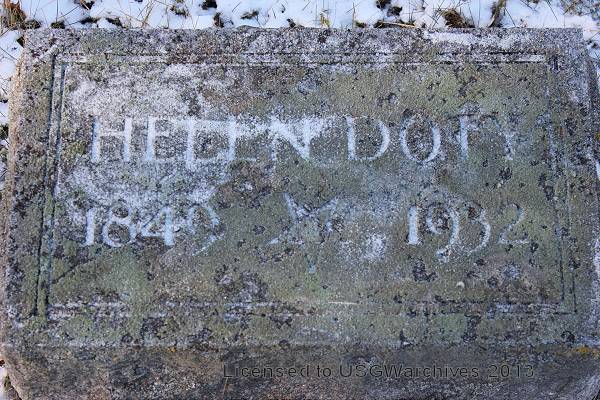 HELEN DOTY
1849 1932
Licensed to USGWarchives 2013